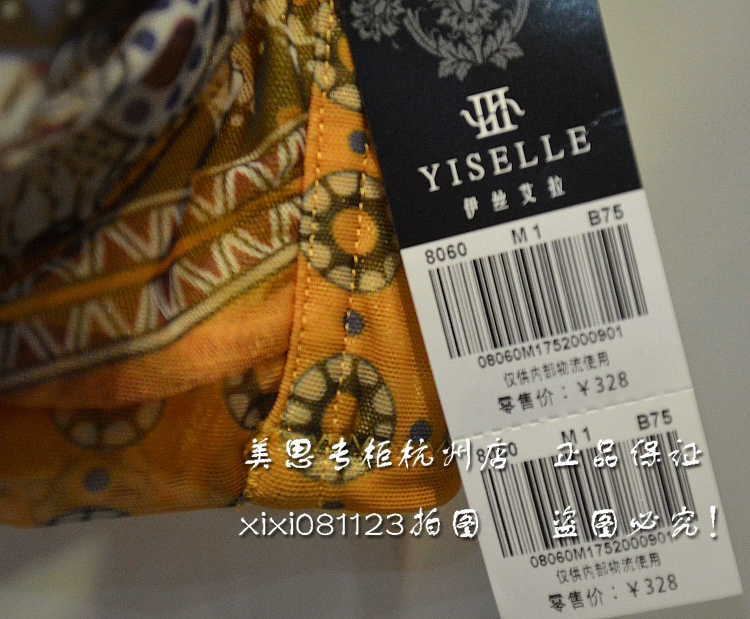 YISELLE
伊丝艾拉
8060 M1 B75
08060M1752000901
仅供内部物流使用
零售价：￥328
8060 M1 B75
08060M1752000901
仅供内部物流使用
零售价：￥328
美思专柜杭州店 正品保证
xixi081123拍图 盗图必究！